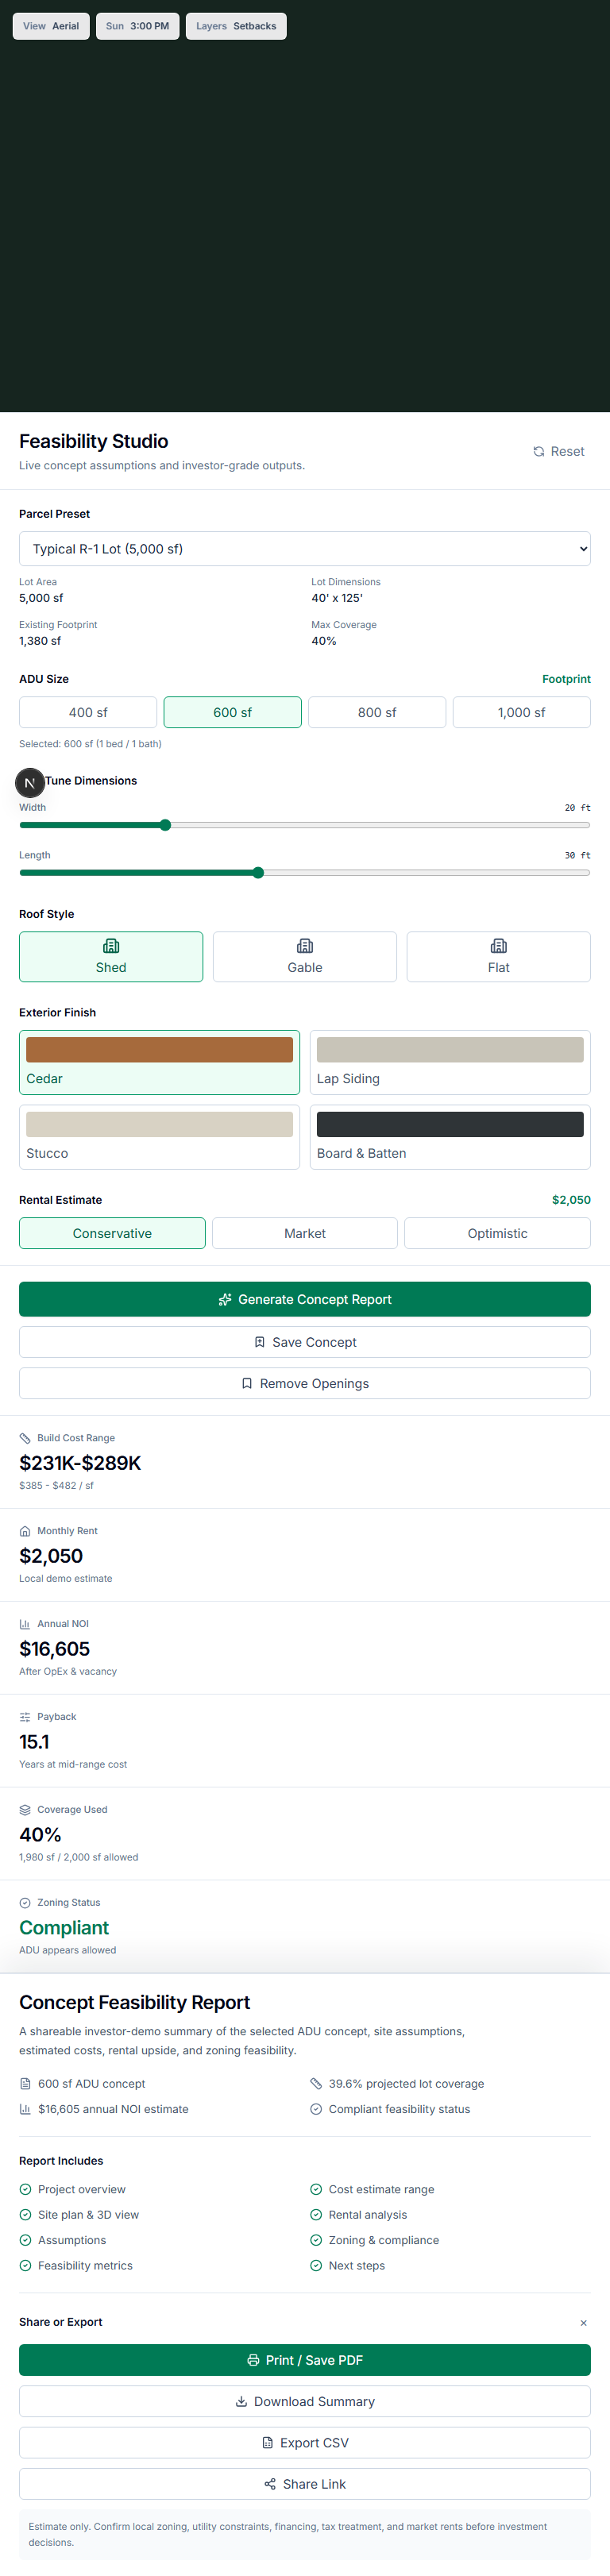 View Aerial
Sun 3:00 PM
Layers Setbacks
Feasibility Studio
Live concept assumptions and investor-grade outputs.
Reset
Parcel Preset
Typical R-1 Lot (5,000 sf)
Lot Area
Lot Dimensions
5,000 sf
40' x 125'
Existing Footprint
Max Coverage
1,380 sf
40%
ADU Size
Footprint
400 sf
600 sf
800 sf
1,000 sf
Selected: 600 sf (1 bed / 1 bath)
N
Tune Dimensions
Width
20 ft
Length
30 ft
Roof Style
Shed
Gable
Flat
Exterior Finish
Cedar
Lap Siding
Stucco
Board & Batten
Rental Estimate
$2,050
Conservative
Market
Optimistic
Generate Concept Report
Save Concept
Remove Openings
Build Cost Range
$231K-$289K
$385 - $482 / sf
Monthly Rent
$2,050
Local demo estimate
Annual NOI
$16,605
After OpEx & vacancy
Payback
15.1
Years at mid-range cost
Coverage Used
40%
1,980 sf / 2,000 sf allowed
Zoning Status
Compliant
ADU appears allowed
Concept Feasibility Report
A shareable investor-demo summary of the selected ADU concept, site assumptions,
estimated costs, rental upside, and zoning feasibility.
600 sf ADU concept
39.6% projected lot coverage
$16,605 annual NOI estimate
Compliant feasibility status
Report Includes
Project overview
Cost estimate range
Site plan & 3D view
Rental analysis
Assumptions
Zoning & compliance
Feasibility metrics
Next steps
Share or Export
×
Print / Save PDF
Download Summary
Export CSV
Share Link
Estimate only. Confirm local zoning, utility constraints, financing, tax treatment, and market rents before investment
decisions.